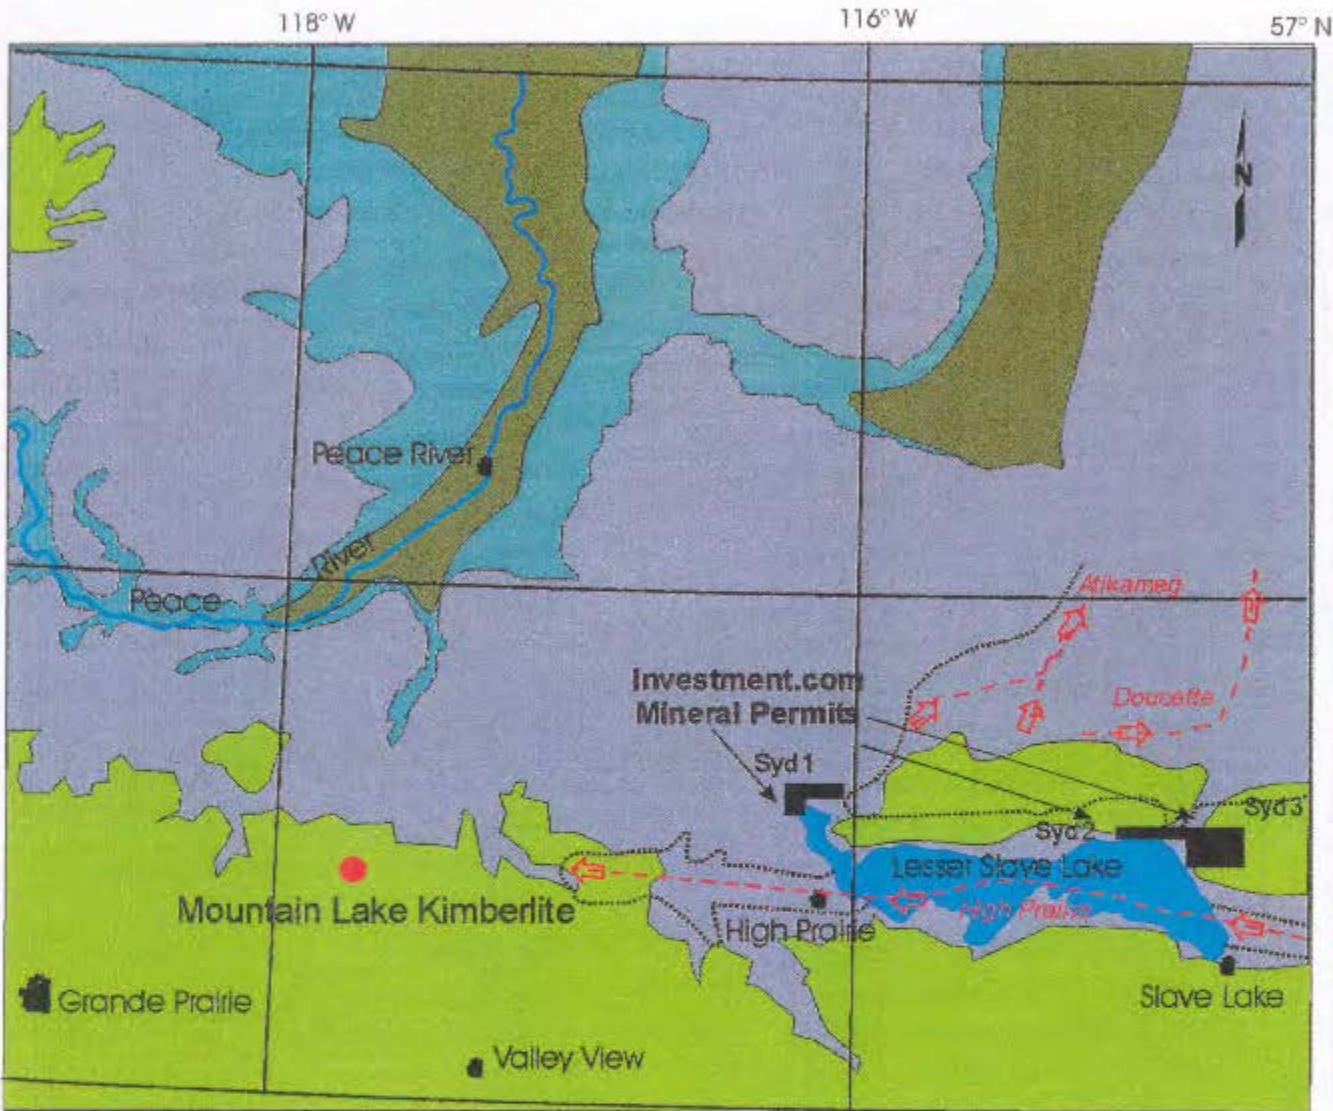 118° W
116° W
57° N
N
Peace River
River
Peace
Atikameg
Doucette
Investment.com
Mineral Permits
Syd 1
Syd 2
Syd 3
Lesser Slave Lake
Mountain Lake Kimberlite
High Prairie
High Prairie
Grande Prairie
Slave Lake
Valley View